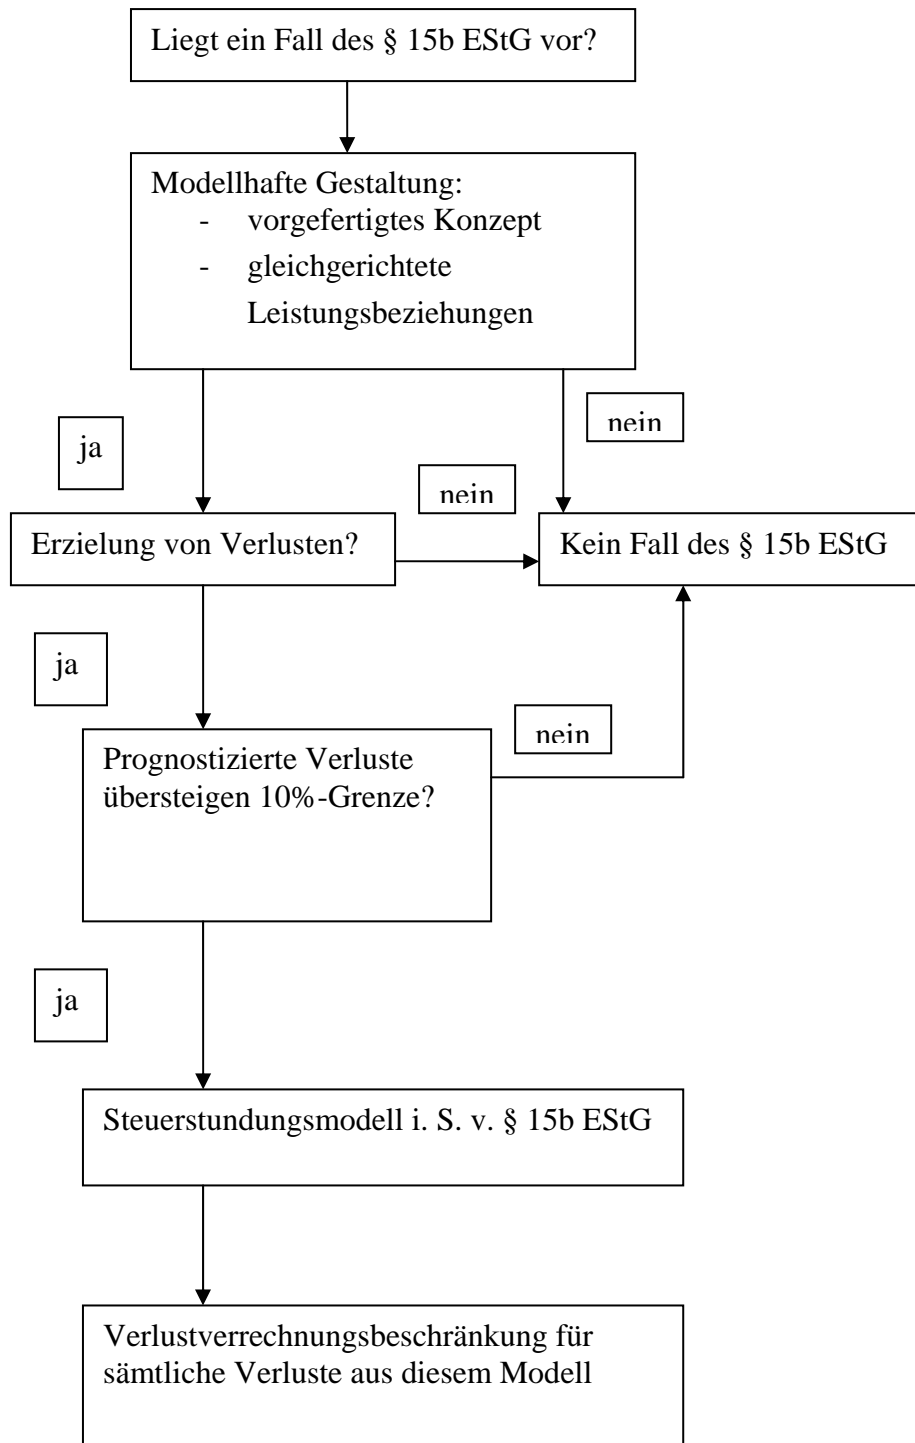 Liegt ein Fall des § 15b EStG vor?
Modellhafte Gestaltung:
- vorgefertigtes Konzept
- gleichgerichtete
Leistungsbeziehungen
nein
ja
nein
Erzielung von Verlusten?
Kein Fall des § 15b EStG
ja
nein
Prognostizierte Verluste
übersteigen 10%-Grenze?
ja
Steuerstundungsmodell i. S. v. § 15b EStG
Verlustverrechnungsbeschränkung für
sämtliche Verluste aus diesem Modell